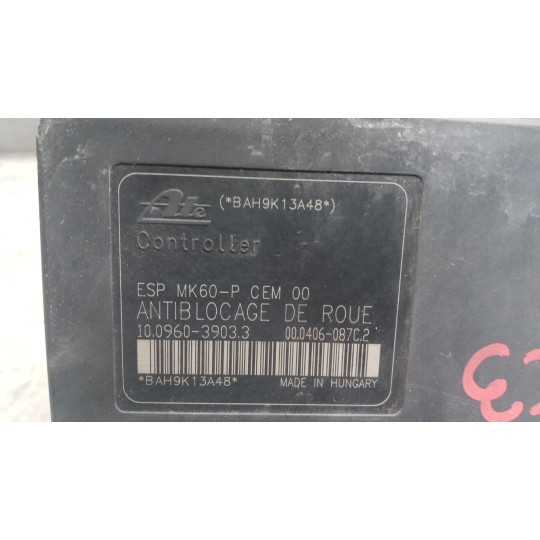 Ate (*BAH9K13A48*)
Controller
ESP MK60-P CEM 00
ANTIBLOCAGE DE ROUE
10.0960-3903.3 00.0406-087C.2
*BAH9K13A48* MADE IN HUNGARY